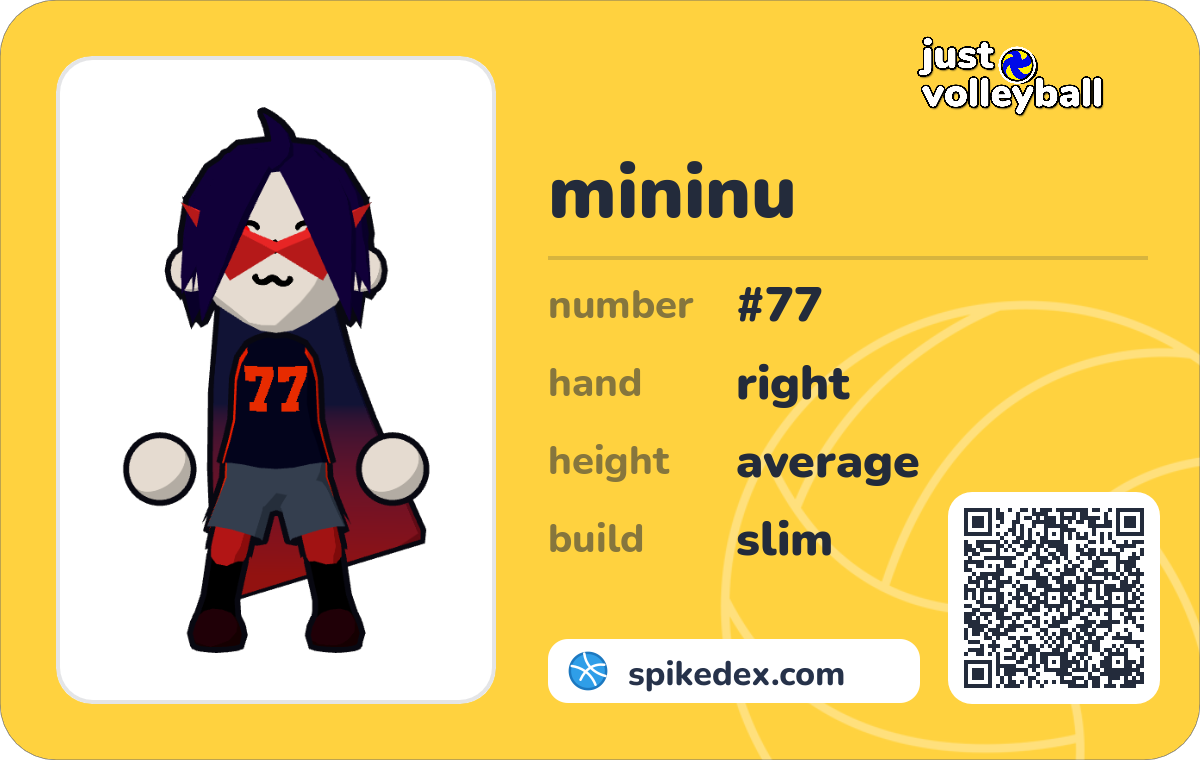 just
volleyball
mininu
number #77
hand right
height average
build slim
77
spikedex.com